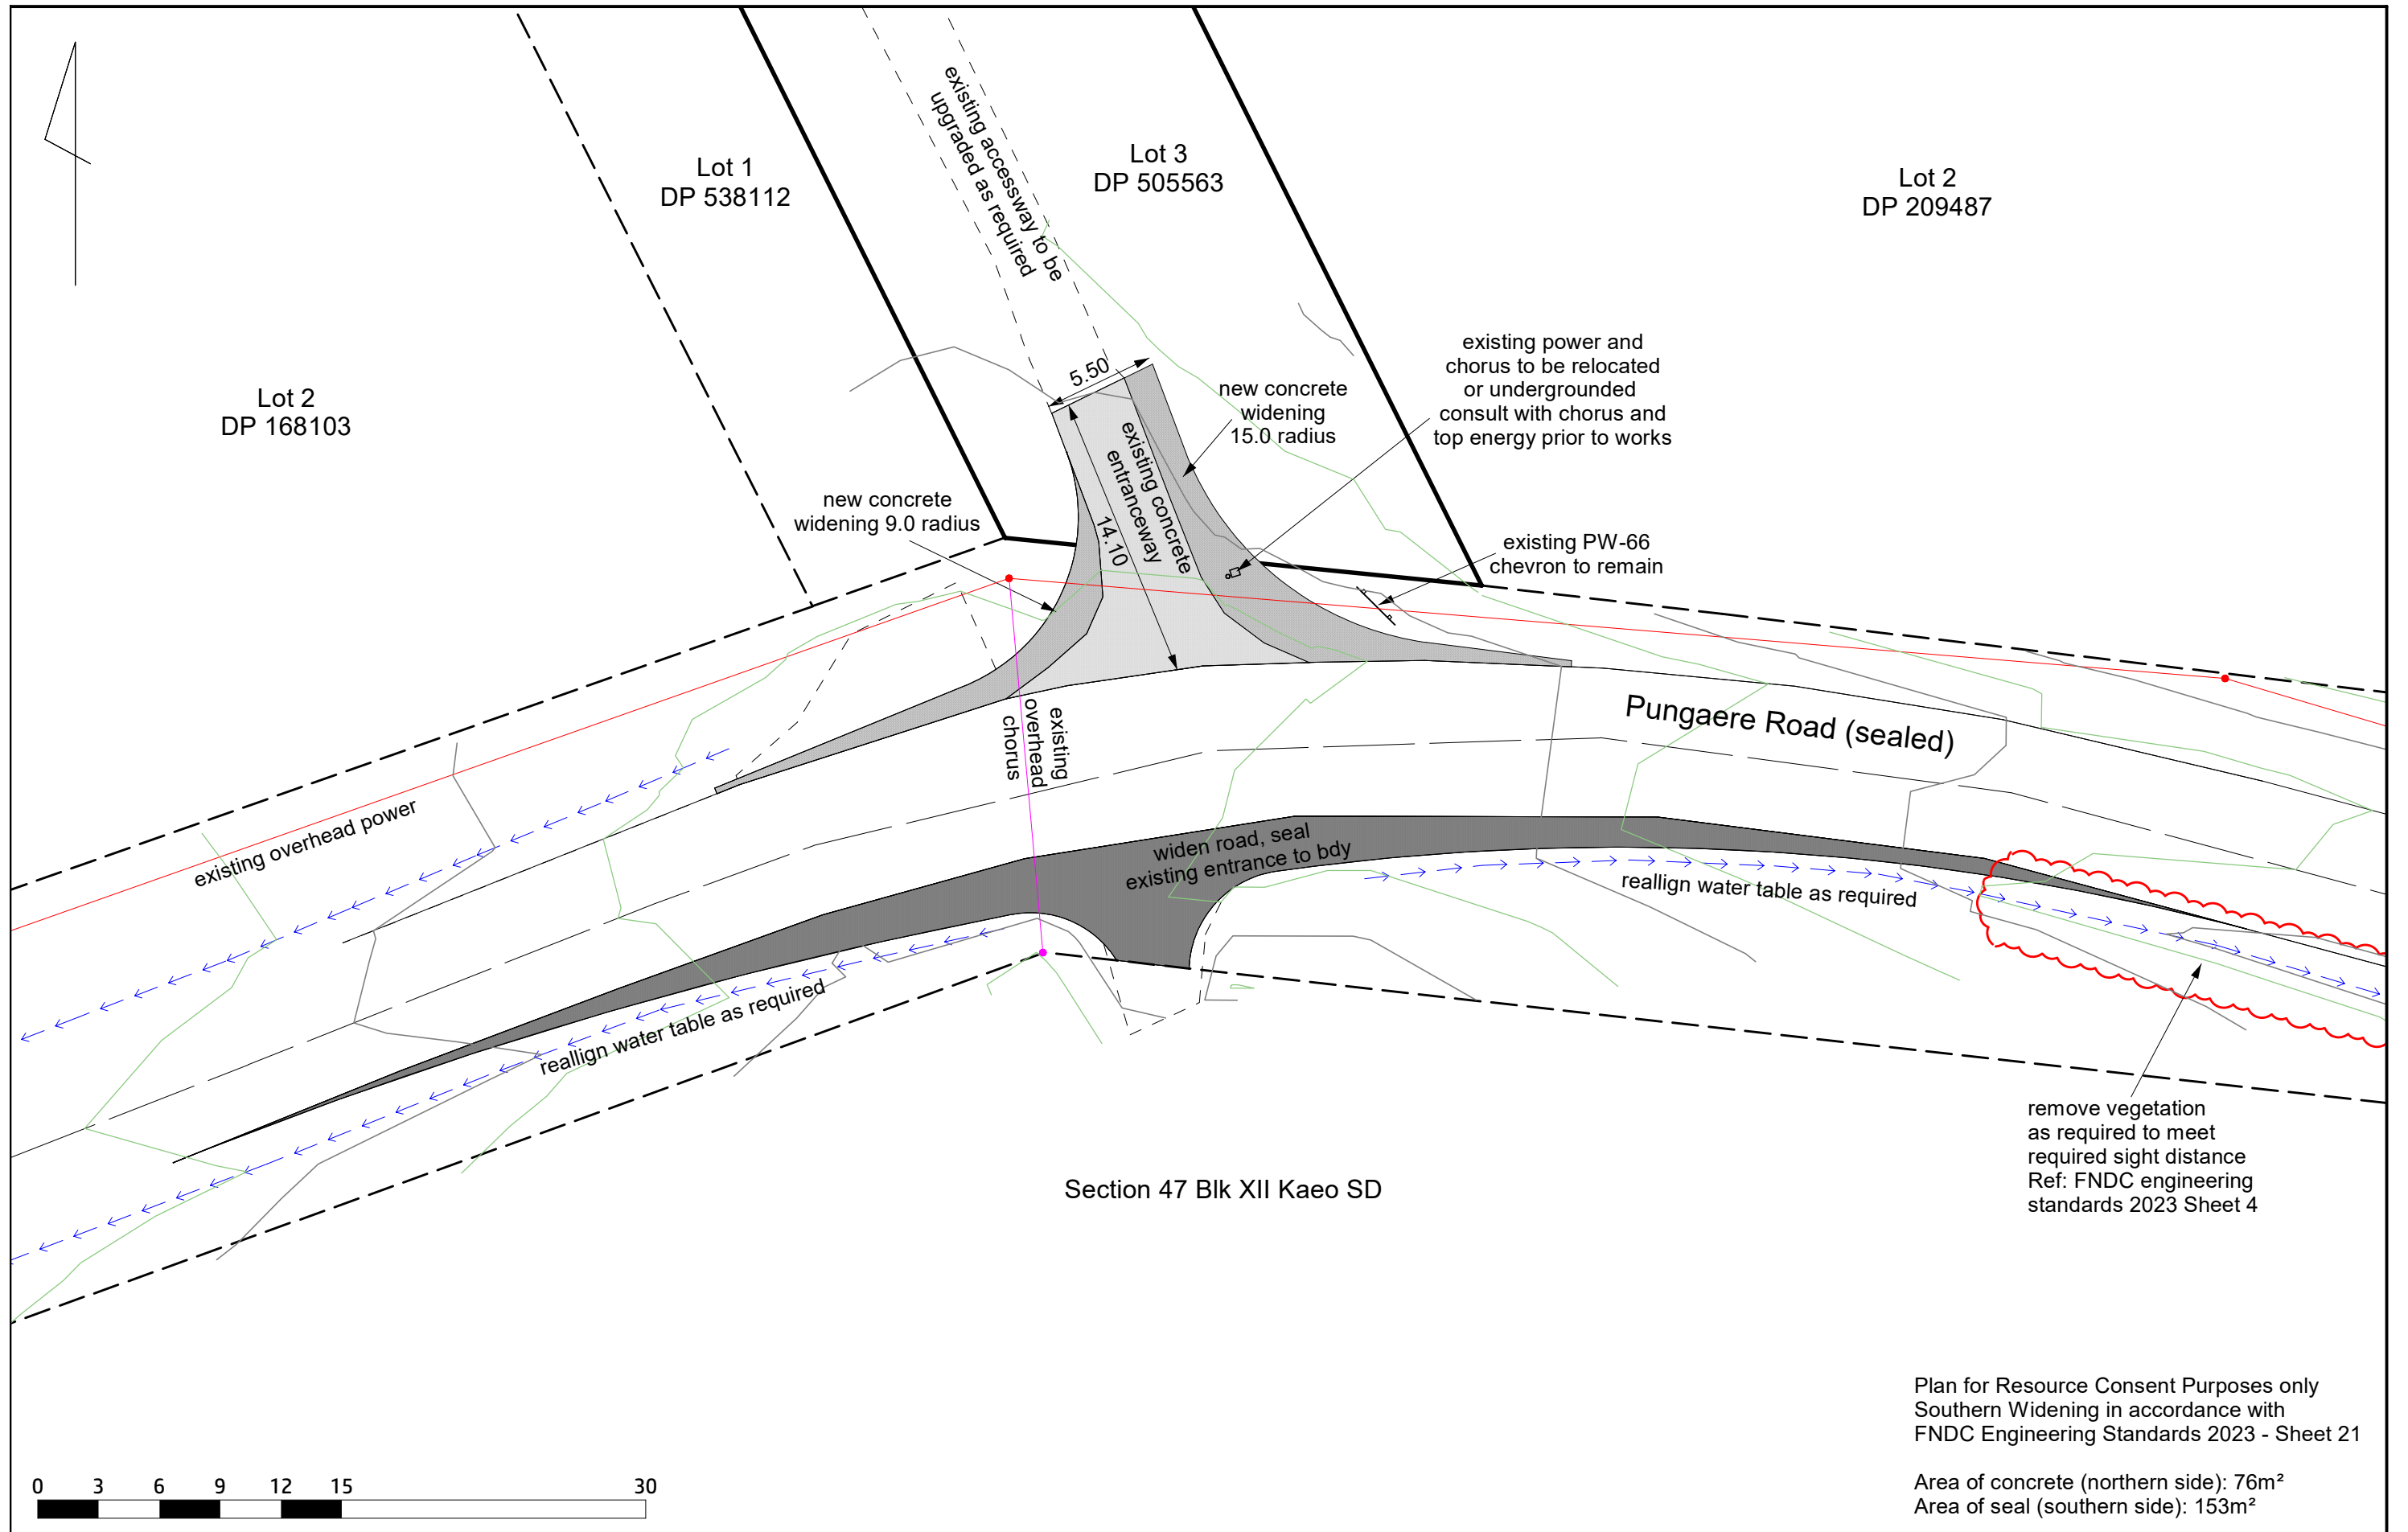 existing accessway to be
upgraded as required
Lot 1
DP 538112
Lot 3
DP 505563
Lot 2
DP 209487
Lot 2
DP 168103
5.50
new concrete
widening
15.0 radius
existing power and
chorus to be relocated
or undergrounded
consult with chorus and
top energy prior to works
existing concrete
entranceway
14.10
new concrete
widening 9.0 radius
existing PW-66
chevron to remain
Pungaere Road (sealed)
existing
overhead
chorus
existing overhead power
widen road, seal
existing entrance to bdy
reallign water table as required
reallign water table as required
remove vegetation
as required to meet
required sight distance
Ref: FNDC engineering
standards 2023 Sheet 4
Section 47 Blk XII Kaeo SD
Plan for Resource Consent Purposes only
Southern Widening in accordance with
FNDC Engineering Standards 2023 - Sheet 21
Area of concrete (northern side): 76m²
Area of seal (southern side): 153m²
0 3 6 9 12 15 30